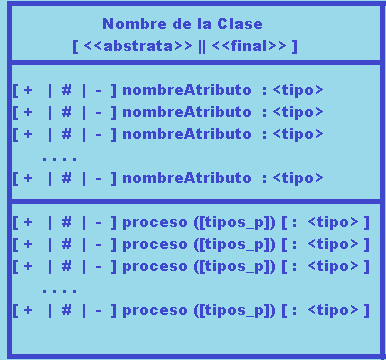 Nombre de la Clase
[ <<abstrata>> || <<final>> ]
[ + | # | - ] nombreAtributo : <tipo>
[ + | # | - ] nombreAtributo : <tipo>
[ + | # | - ] nombreAtributo : <tipo>
. . . .
[ + | # | - ] nombreAtributo : <tipo>
[ + | # | - ] proceso ([tipos_p]) [ : <tipo> ]
[ + | # | - ] proceso ([tipos_p]) [ : <tipo> ]
[ + | # | - ] proceso ([tipos_p]) [ : <tipo> ]
. . . .
[ + | # | - ] proceso ([tipos_p]) [ : <tipo> ]